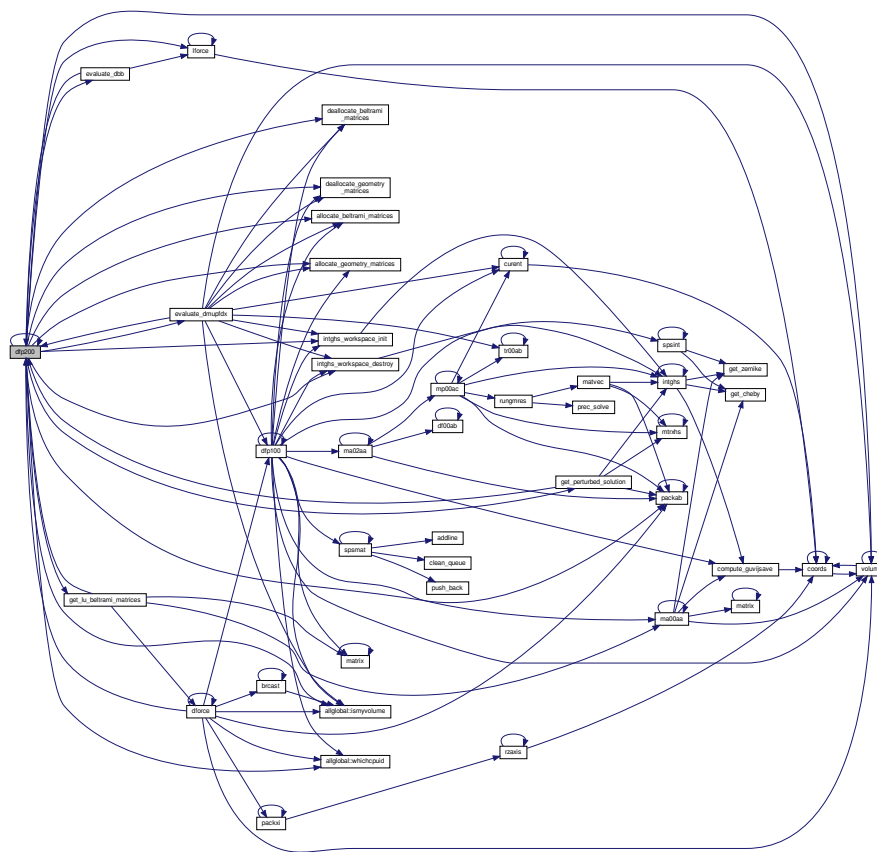 lforce
evaluate_dbb
deallocate_beltrami
_matrices
deallocate_geometry
_matrices
allocate_beltrami_matrices
allocate_geometry_matrices
curent
evaluate_dmupfdx
intghs_workspace_init
dfp200
tr00ab
spsint
intghs_workspace_destroy
get_zernike
matvec
intghs
mp00ac
get_cheby
rungmres
prec_solve
df00ab
mtrxhs
dfp100
ma02aa
get_perturbed_solution
packab
addline
spsmat
clean_queue
compute_guvijsave
coords
volume
push_back
get_lu_beltrami_matrices
metrix
ma00aa
matrix
brcast
dforce
allglobal::ismyvolume
rzaxis
allglobal::whichcpuid
packxi